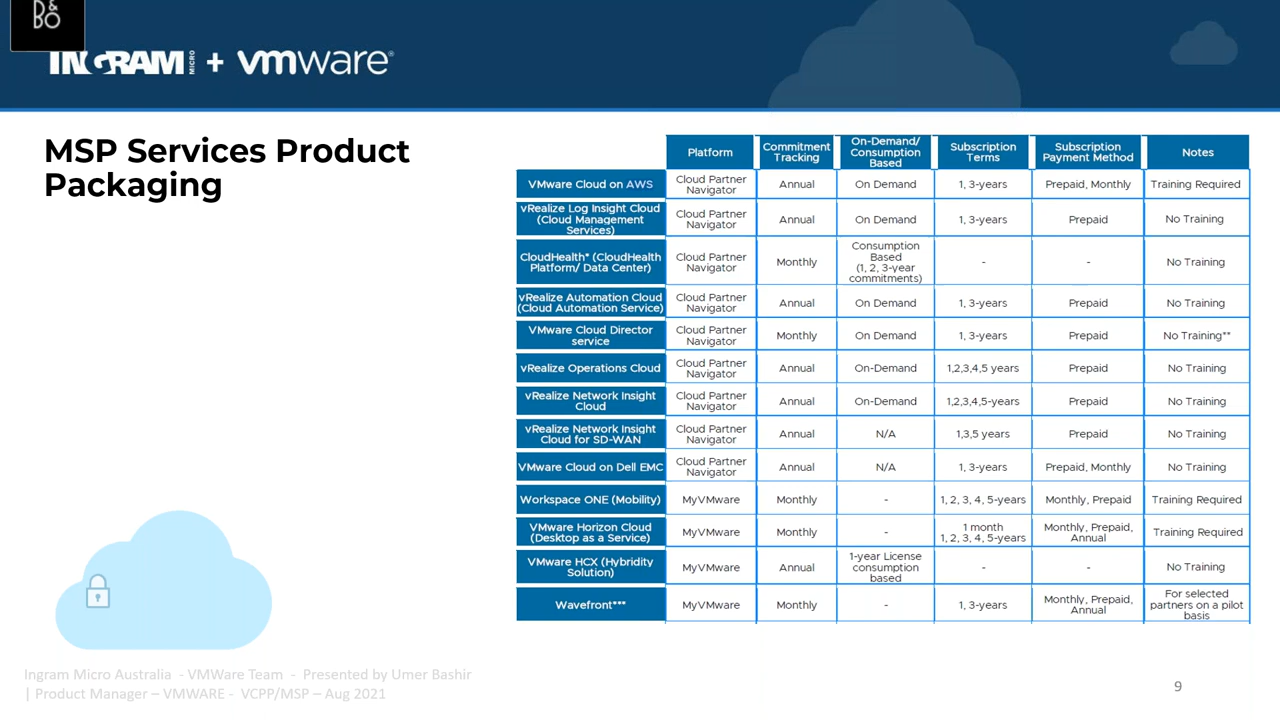 B&O
INGRAM MICRO + vmware®
MSP Services Product
Packaging
Platform
Commitment
Tracking
On-Demand/
Consumption
Based
Subscription
Terms
Subscription
Payment Method
Notes
VMware Cloud on AWS
Cloud Partner
Navigator
Annual
On Demand
1, 3-years
Prepaid, Monthly
Training Required
vRealize Log Insight Cloud
(Cloud Management
Services)
Cloud Partner
Navigator
Annual
On Demand
1, 3-years
Prepaid
No Training
CloudHealth* (CloudHealth
Platform/ Data Center)
Cloud Partner
Navigator
Monthly
Consumption
Based
(1, 2, 3-year
commitments)
-
-
No Training
vRealize Automation Cloud
(Cloud Automation Service)
Cloud Partner
Navigator
Annual
On Demand
1, 3-years
Prepaid
No Training
VMware Cloud Director
service
Cloud Partner
Navigator
Monthly
On Demand
1, 3-years
Prepaid
No Training**
vRealize Operations Cloud
Cloud Partner
Navigator
Annual
On-Demand
1,2,3,4,5 years
Prepaid
No Training
vRealize Network Insight
Cloud
Cloud Partner
Navigator
Annual
On-Demand
1,2,3,4,5-years
Prepaid
No Training
vRealize Network Insight
Cloud for SD-WAN
Cloud Partner
Navigator
Annual
N/A
1,3,5 years
Prepaid
No Training
VMware Cloud on Dell EMC
Cloud Partner
Navigator
Annual
N/A
1, 3-years
Prepaid, Monthly
No Training
Workspace ONE (Mobility)
MyVMware
Monthly
-
1, 2, 3, 4, 5-years
Monthly, Prepaid
Training Required
VMware Horizon Cloud
(Desktop as a Service)
MyVMware
Monthly
-
1 month
1, 2, 3, 4, 5-years
Monthly, Prepaid,
Annual
Training Required
VMware HCX (Hybridity
Solution)
MyVMware
Annual
1-year License
consumption
based
-
-
No Training
Wavefront***
MyVMware
Monthly
-
1, 3-years
Monthly, Prepaid,
Annual
For selected
partners on a pilot
basis
Ingram Micro Australia - VMWare Team - Presented by Umer Bashir
| Product Manager – VMWARE - VCPP/MSP – Aug 2021
9